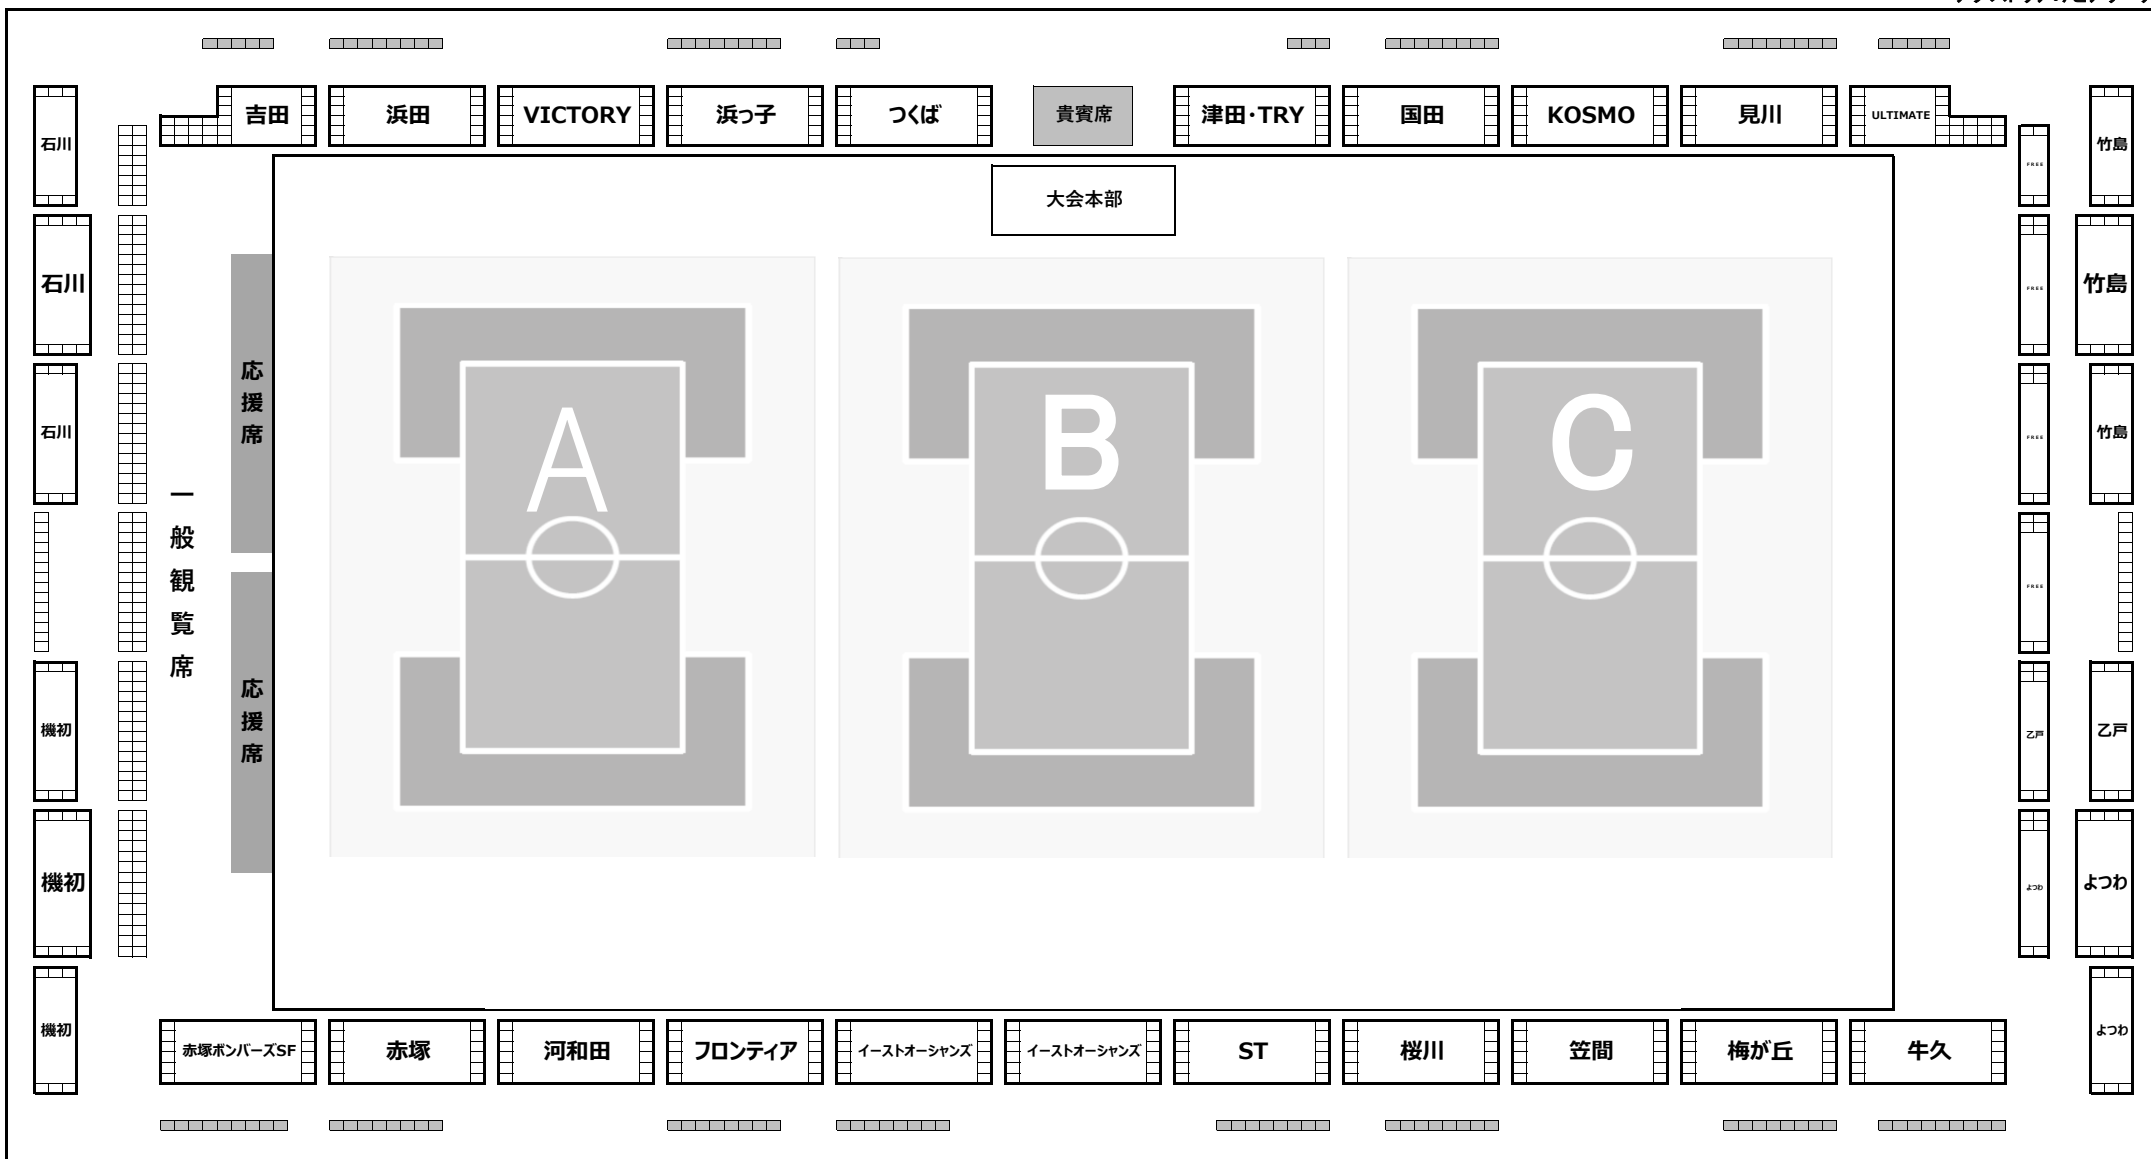 吉田
浜田
VICTORY
浜っ子
つくば
貴賓席
津田・TRY
国田
KOSMO
見川
ULTIMATE
石川
竹島
FREE
大会本部
石川
竹島
FREE
応援席
A
B
C
石川
竹島
FREE
一般観覧席
FREE
応援席
機初
乙戸
乙戸
機初
よつわ
よつわ
機初
よつわ
赤塚ボンバーズSF
赤塚
河和田
フロンティア
イーストオーシャンズ
イーストオーシャンズ
ST
桜川
笠間
梅が丘
牛久